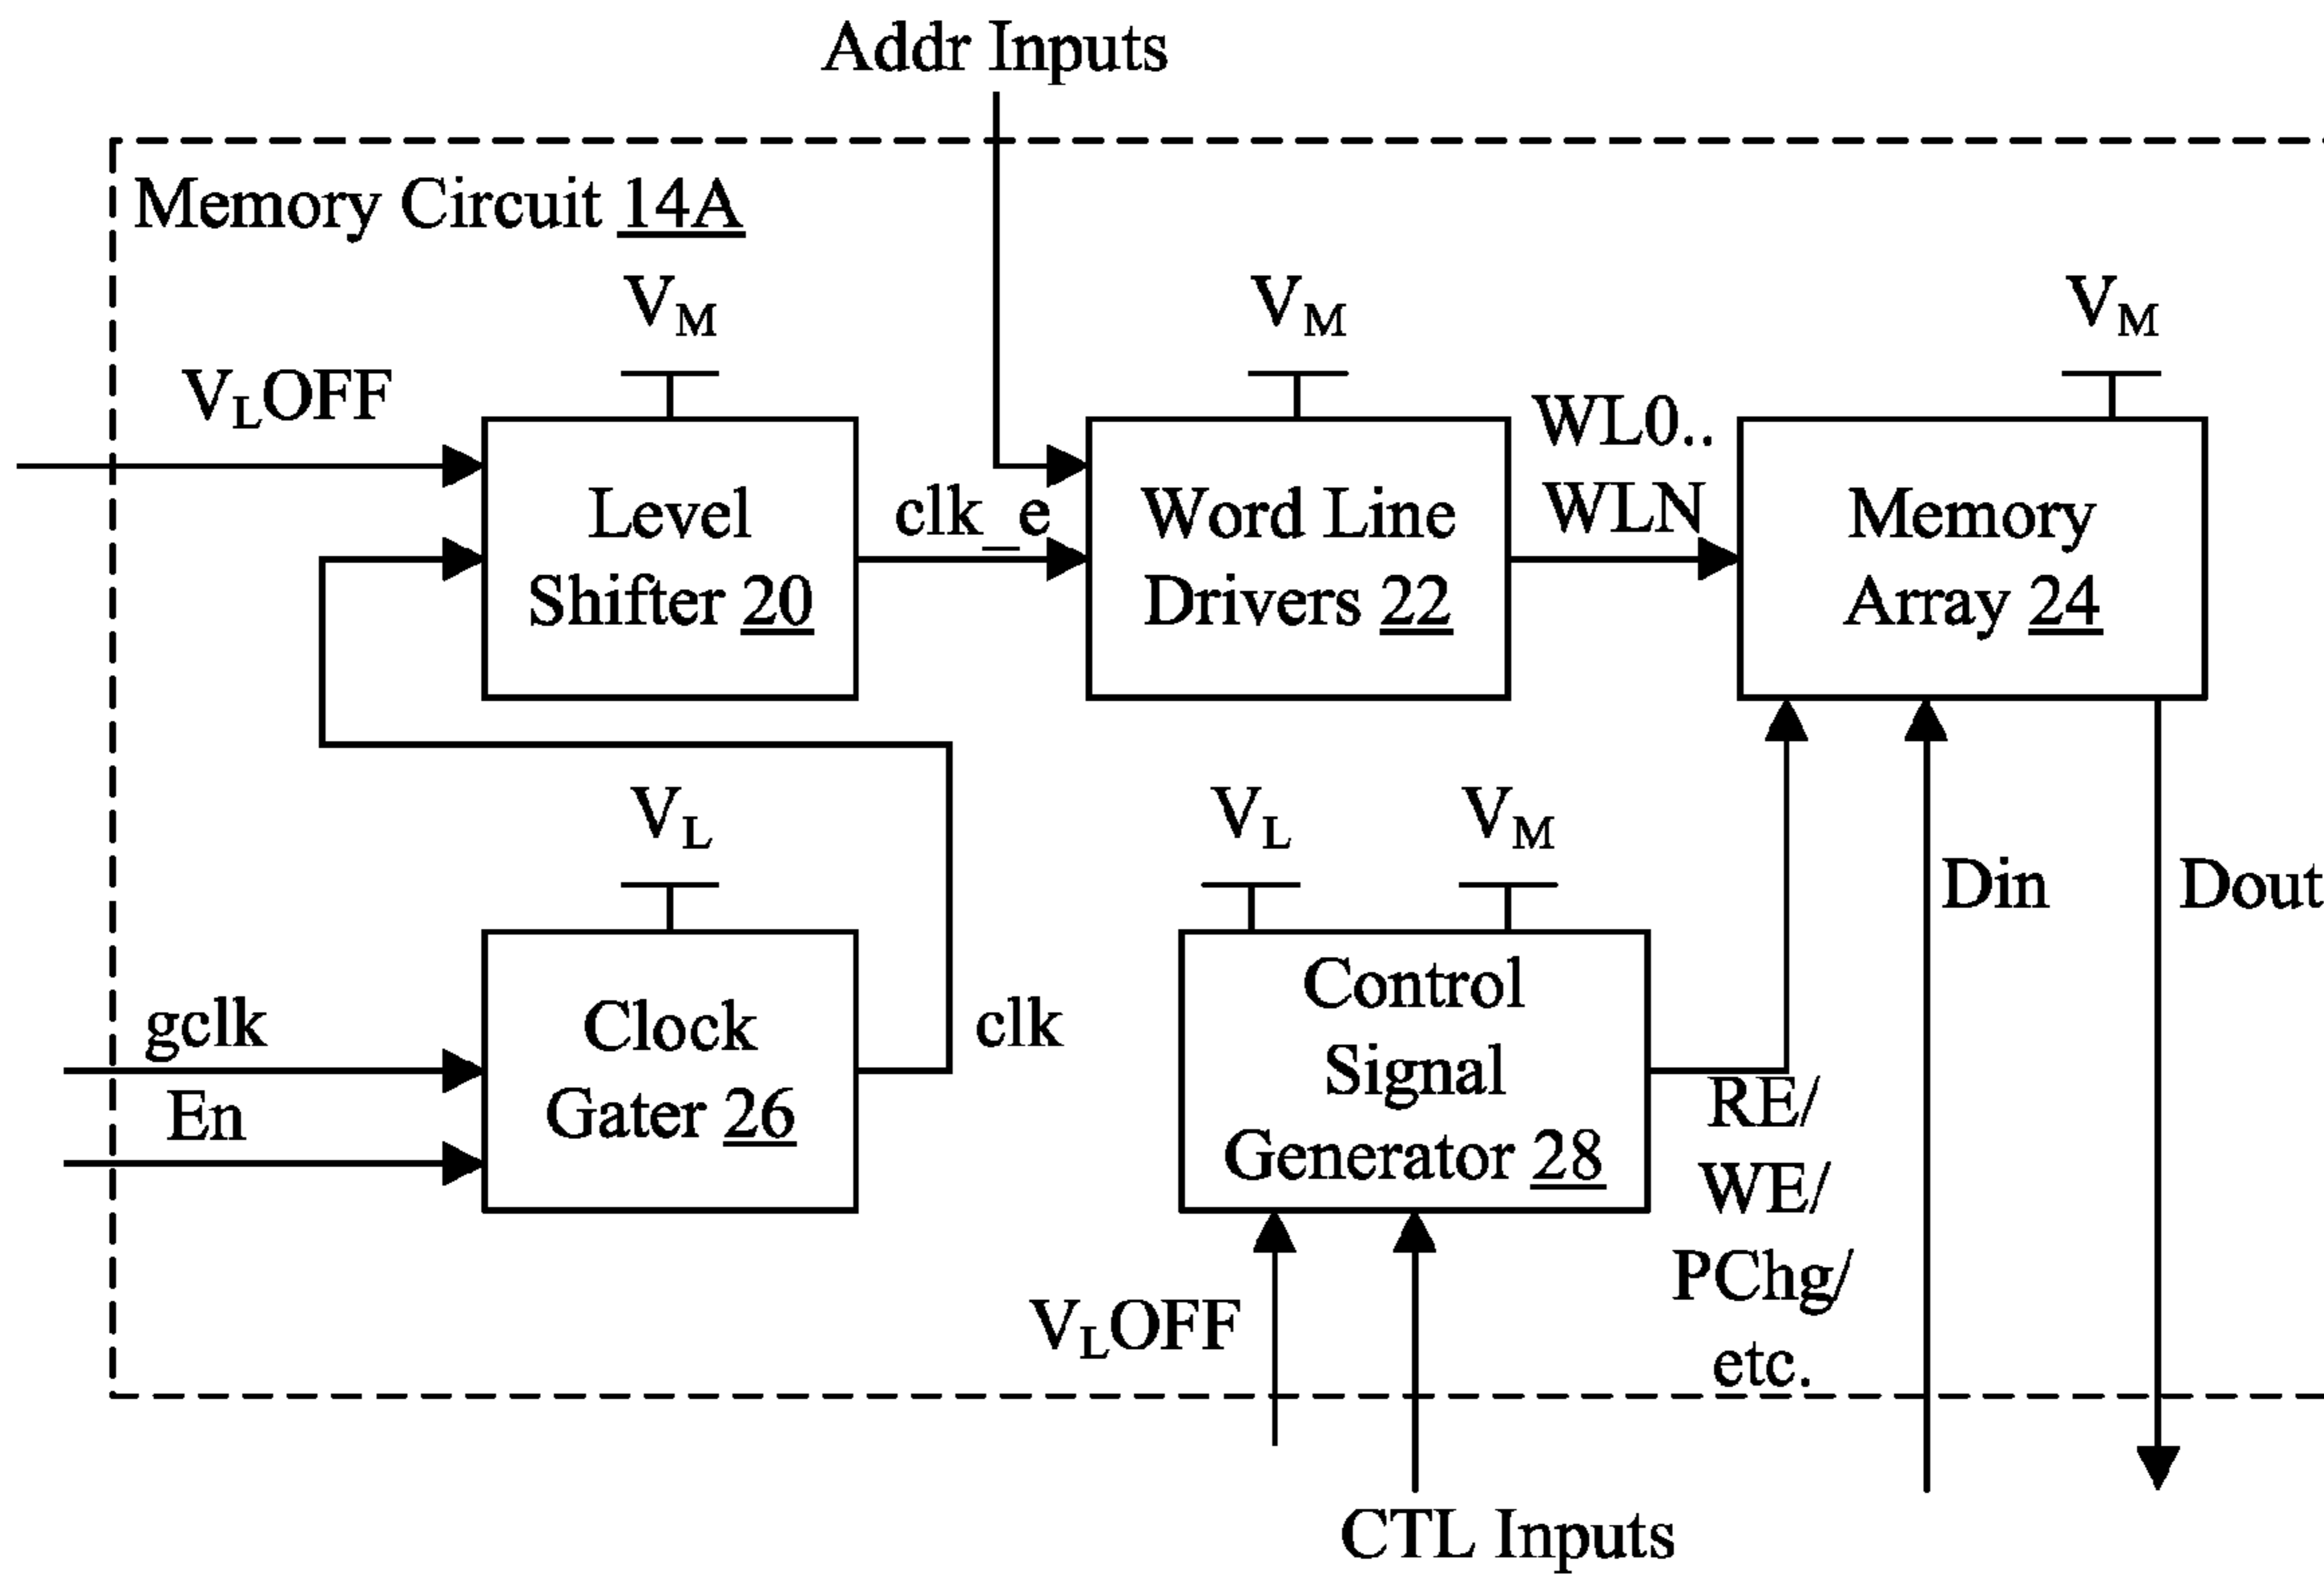 Addr Inputs
Memory Circuit 14A
VM
VM
VM
VLOFF
Level
Shifter 20
clk_e
Word Line
Drivers 22
WL0..
WLN
Memory
Array 24
VL
VL
VM
gclk
En
Clock
Gater 26
clk
Control
Signal
Generator 28
Din
Dout
RE/
WE/
PChg/
etc.
VLOFF
CTL Inputs